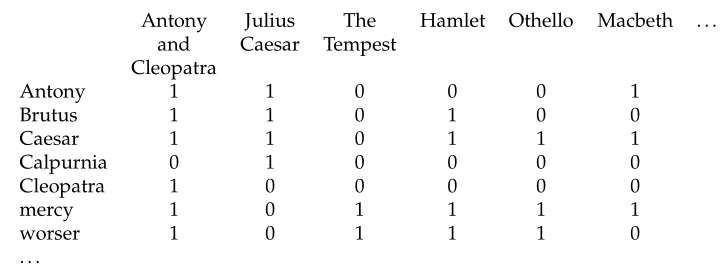 Antony Julius The Hamlet Othello Macbeth ...
and Caesar Tempest
Cleopatra
Antony 1 1 0 0 0 1
Brutus 1 1 0 1 0 0
Caesar 1 1 0 1 1 1
Calpurnia 0 1 0 0 0 0
Cleopatra 1 0 0 0 0 0
mercy 1 0 1 1 1 1
worser 1 0 1 1 1 0
...